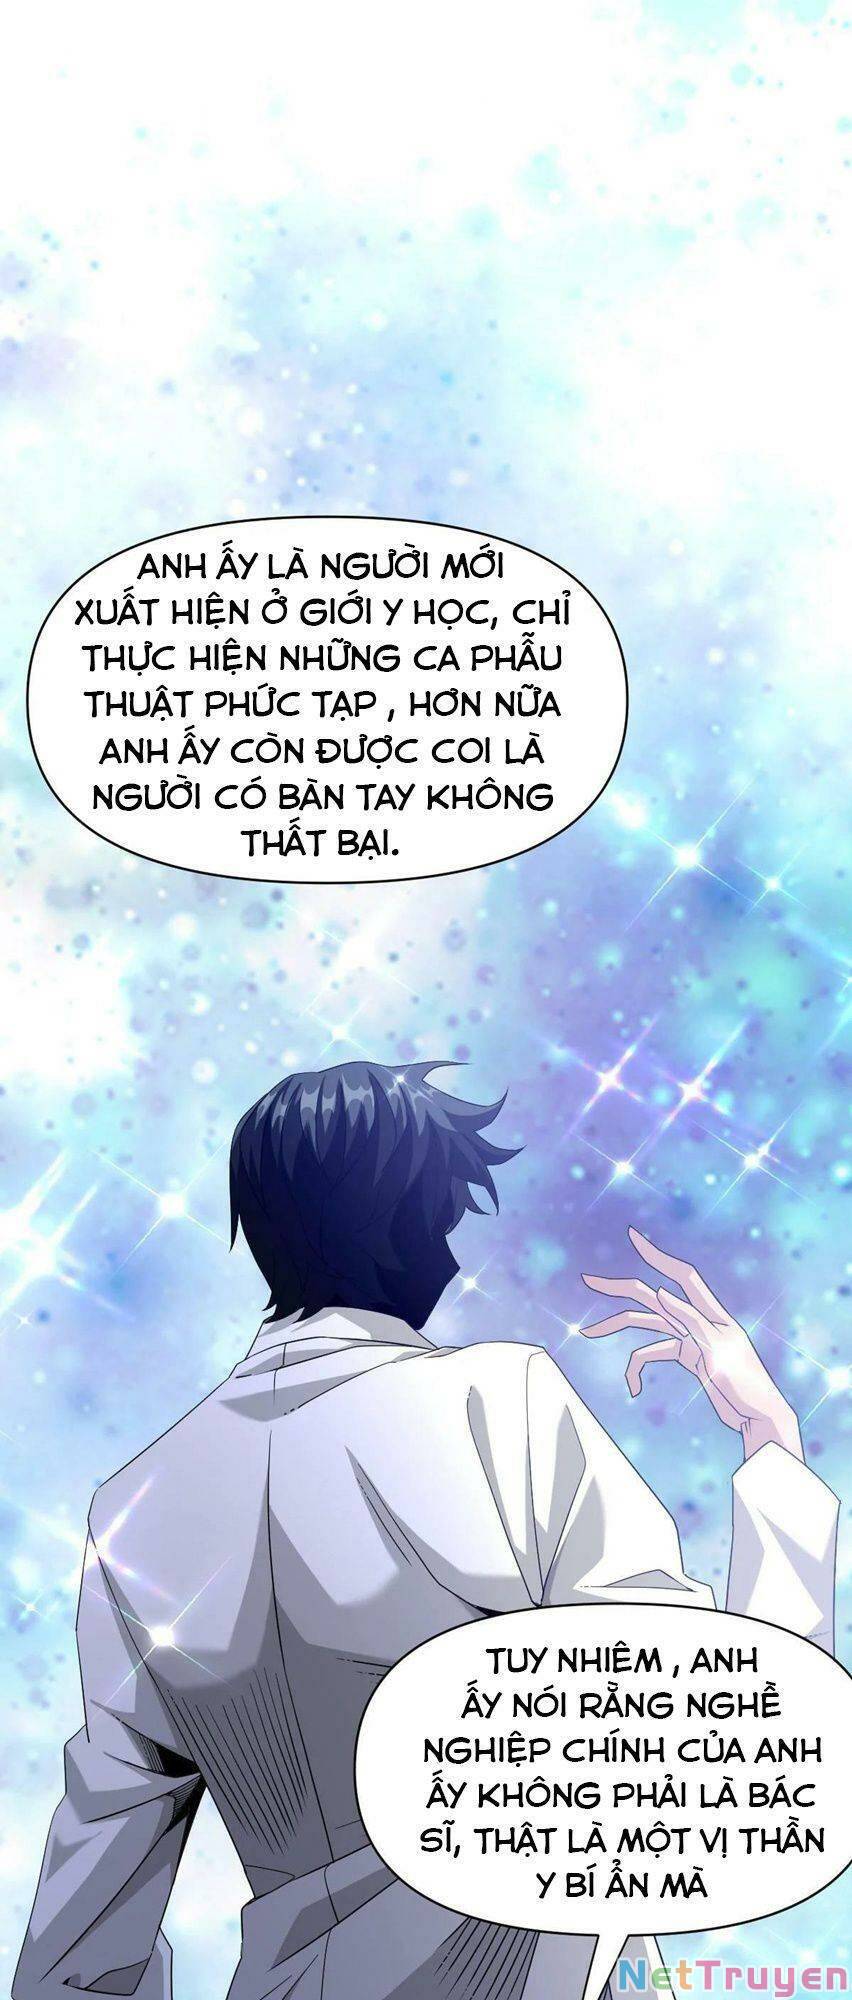 ANH ẤY LÀ NGƯỜI MỚI
XUẤT HIỆN Ở GIỚI Y HỌC, CHỈ
THỰC HIỆN NHỮNG CA PHẪU
THUẬT PHỨC TẠP , HƠN NỮA
ANH ẤY CÒN ĐƯỢC COI LÀ
NGƯỜI CÓ BÀN TAY KHÔNG
THẤT BẠI.
TUY NHIÊM , ANH
ẤY NÓI RẰNG NGHỀ
NGHIỆP CHÍNH CỦA ANH
ẤY KHÔNG PHẢI LÀ BÁC
SĨ, THẬT LÀ MỘT VỊ THẦN
Y BÍ ẨN MÀ
NetTruyen